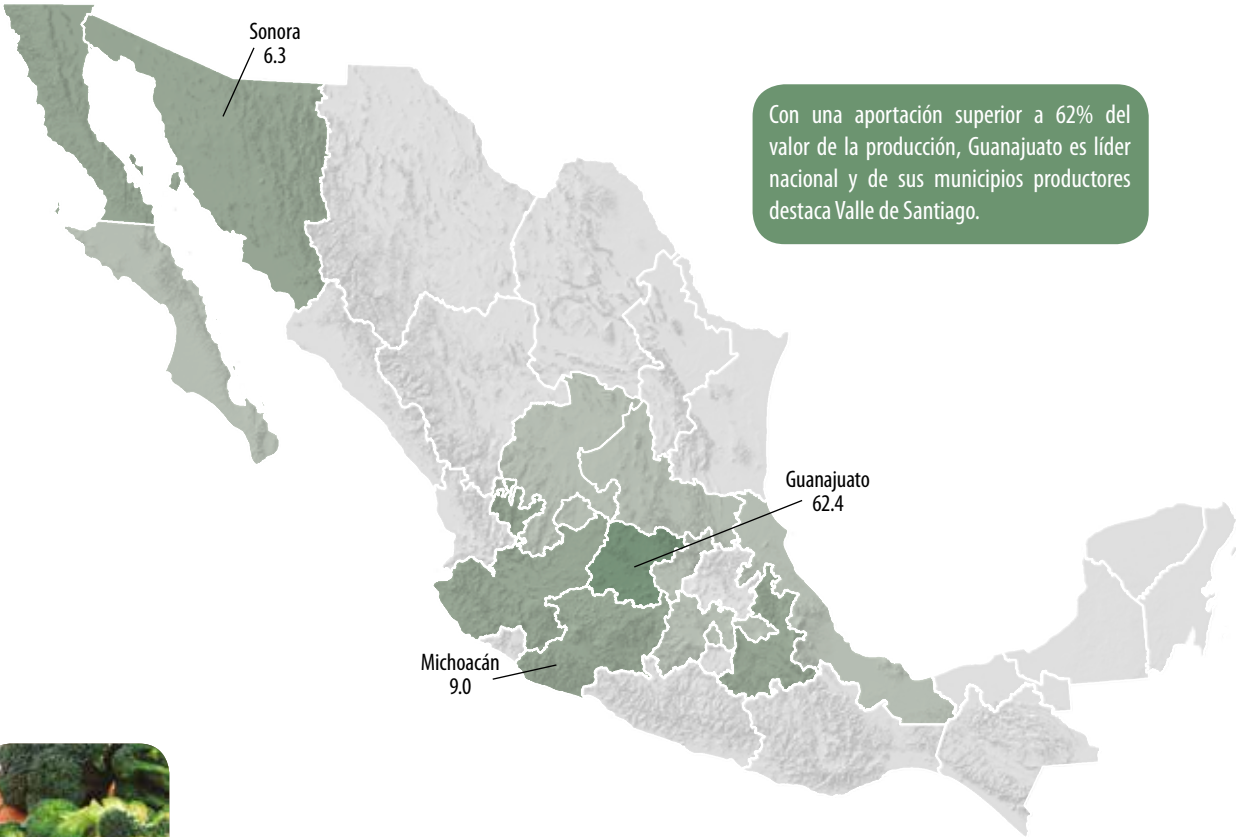 Sonora
6.3
Con una aportación superior a 62% del
valor de la producción, Guanajuato es líder
nacional y de sus municipios productores
destaca Valle de Santiago.
Guanajuato
62.4
Michoacán
9.0